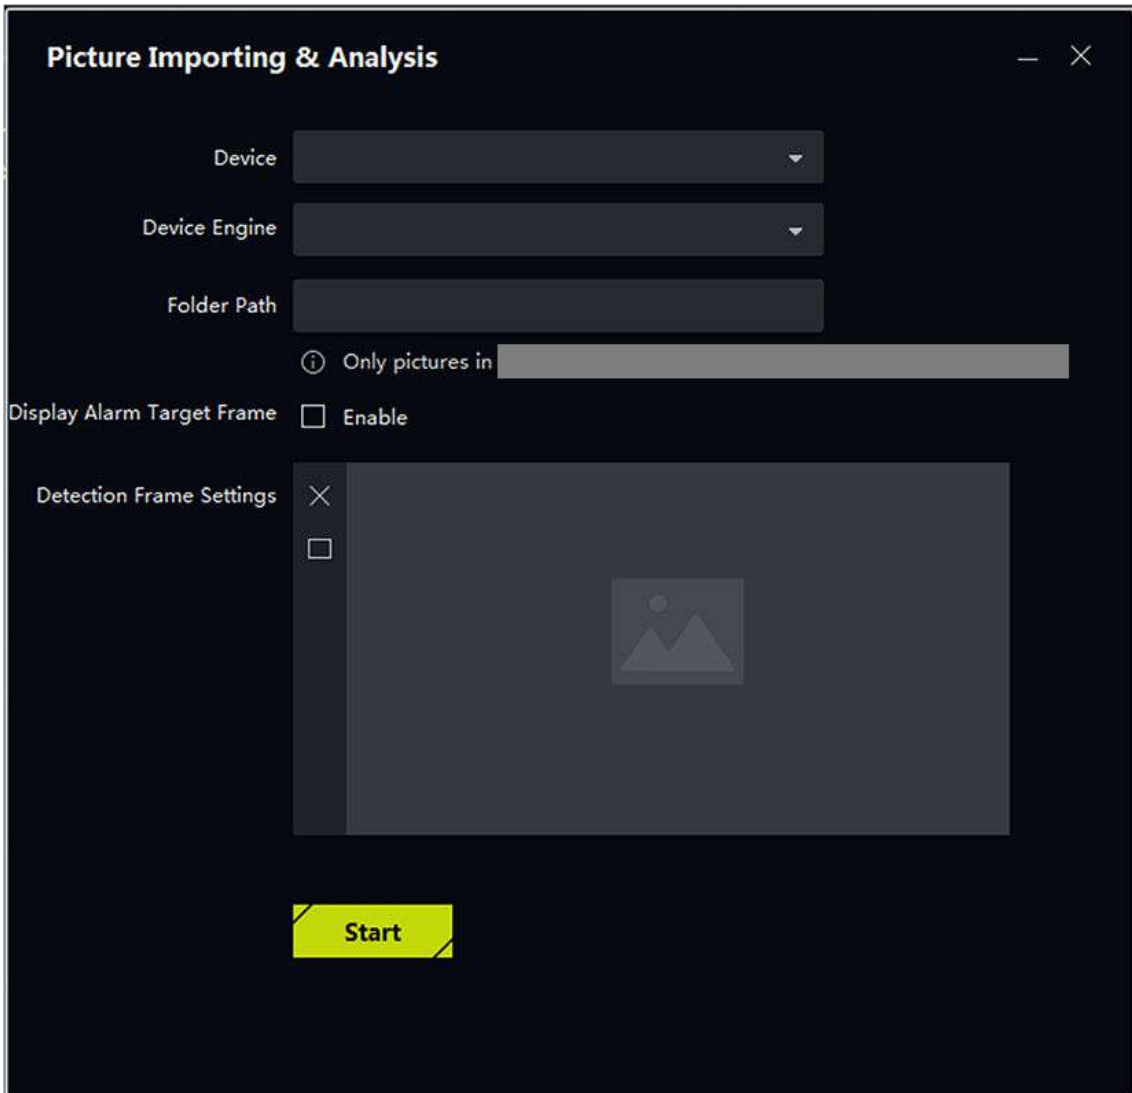 Picture Importing & Analysis
Device
Device Engine
Folder Path
Only pictures in
Display Alarm Target Frame
Enable
Detection Frame Settings
Start